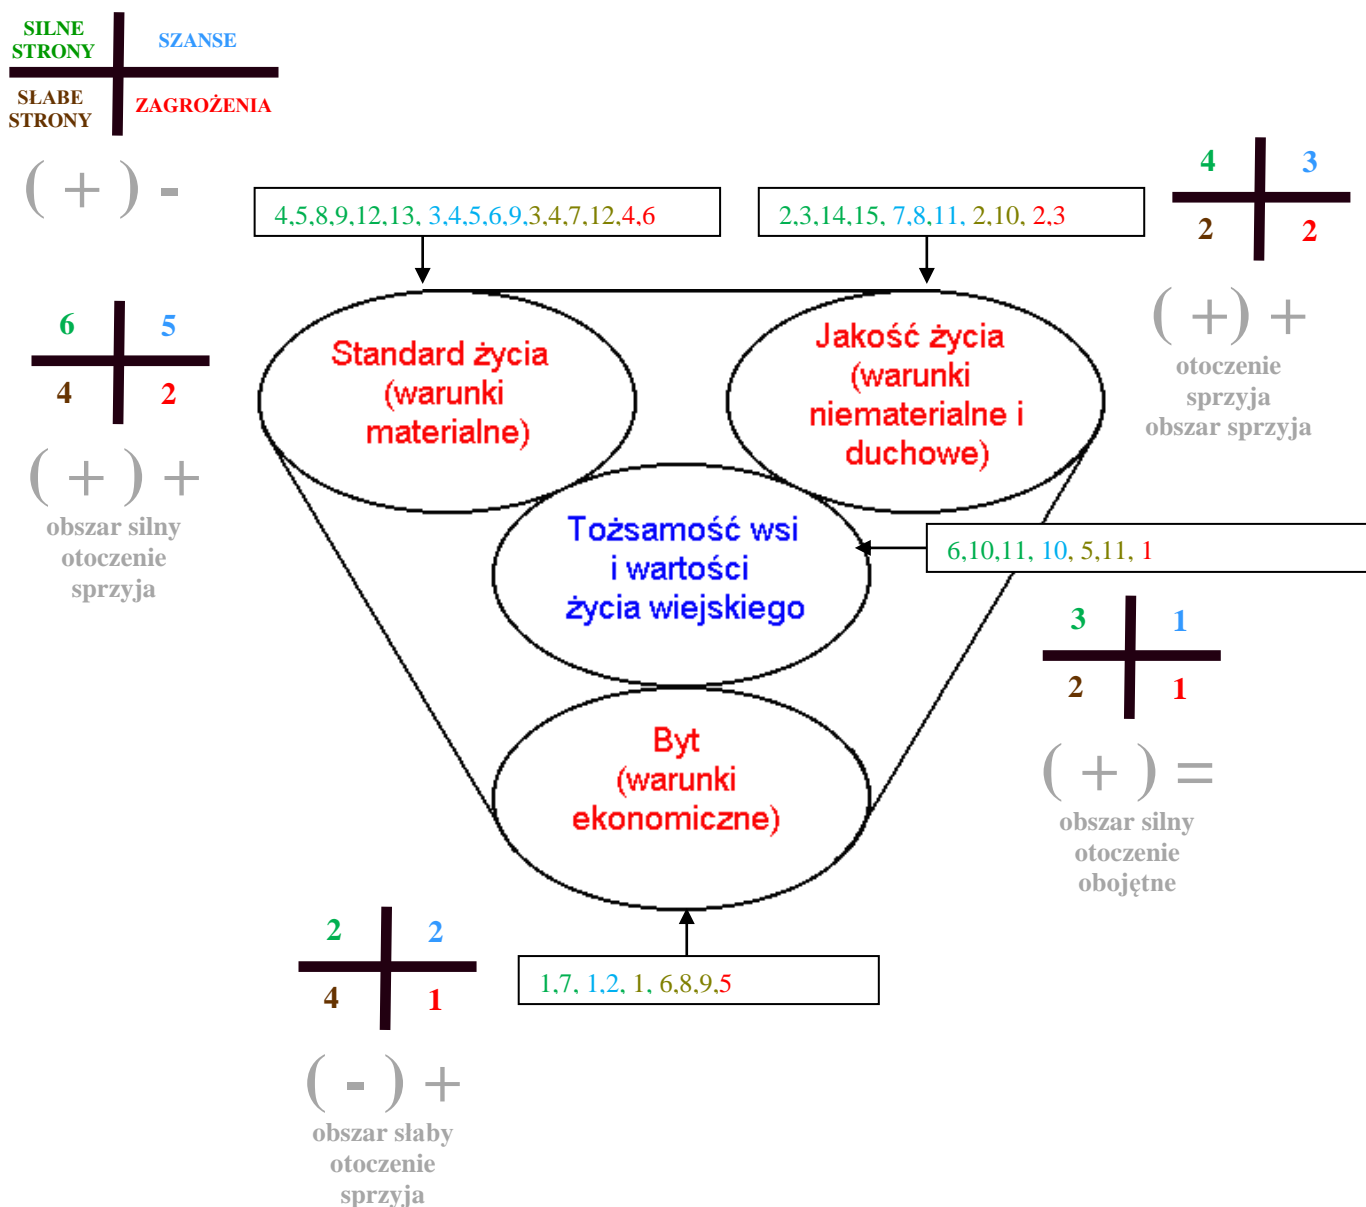 SILNE
STRONY
SZANSE
SŁABE
STRONY
ZAGROŻENIA
( + ) -
4,5,8,9,12,13, 3,4,5,6,9,3,4,7,12,4,6
2,3,14,15, 7,8,11, 2,10, 2,3
4 3
2 2
( +) +
otoczenie
sprzyja
obszar sprzyja
6 5
4 2
( + ) +
obszar silny
otoczenie
sprzyja
Standard życia
(warunki
materialne)
Jakość życia
(warunki
niematerialne i
duchowe)
Tożsamość wsi
i wartości
życia wiejskiego
6,10,11, 10, 5,11, 1
3 1
2 1
( + ) =
obszar silny
otoczenie
obojętne
Byt
(warunki
ekonomiczne)
2 2
4 1
1,7, 1,2, 1, 6,8,9,5
( - ) +
obszar słaby
otoczenie
sprzyja